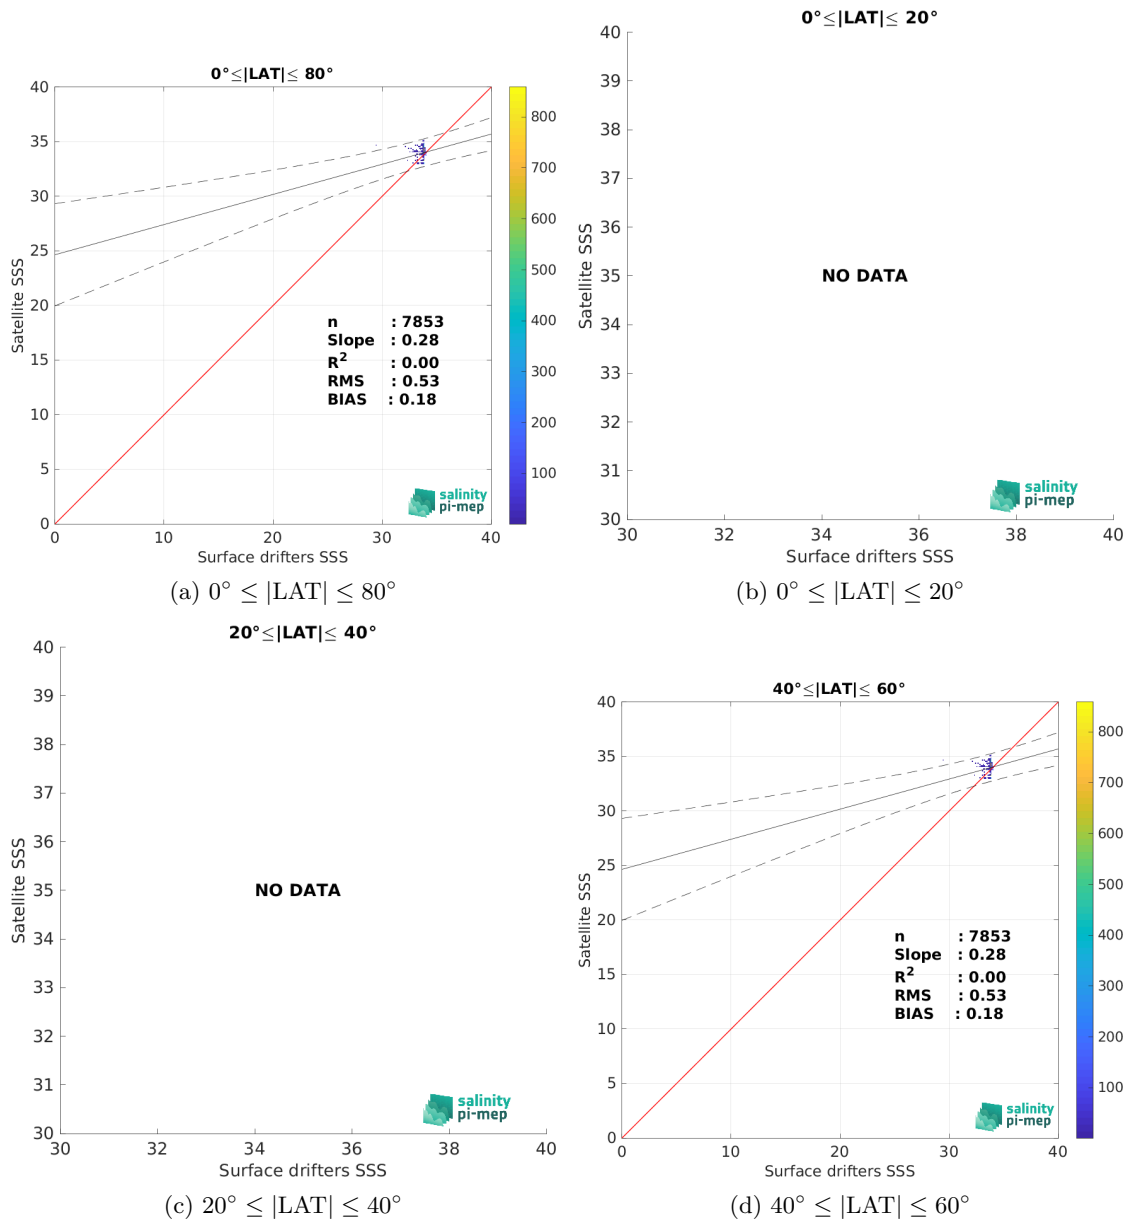 0°≤|LAT|≤ 80°
40
35
30
25
20
15
10
5
0
Satellite SSS
n : 7853
Slope : 0.28
R² : 0.00
RMS : 0.53
BIAS : 0.18
salinity
pi-mep
0 10 20 30 40
Surface drifters SSS
800
700
600
500
400
300
200
100
(a) 0° ≤ |LAT| ≤ 80°
0°≤|LAT|≤ 20°
40
39
38
37
36
35
34
33
32
31
30
Satellite SSS
NO DATA
salinity
pi-mep
30 32 34 36 38 40
Surface drifters SSS
(b) 0° ≤ |LAT| ≤ 20°
20°≤|LAT|≤ 40°
40
39
38
37
36
35
34
33
32
31
30
Satellite SSS
NO DATA
salinity
pi-mep
30 32 34 36 38 40
Surface drifters SSS
(c) 20° ≤ |LAT| ≤ 40°
40°≤|LAT|≤ 60°
40
35
30
25
20
15
10
5
0
Satellite SSS
n : 7853
Slope : 0.28
R² : 0.00
RMS : 0.53
BIAS : 0.18
salinity
pi-mep
0 10 20 30 40
Surface drifters SSS
800
700
600
500
400
300
200
100
(d) 40° ≤ |LAT| ≤ 60°